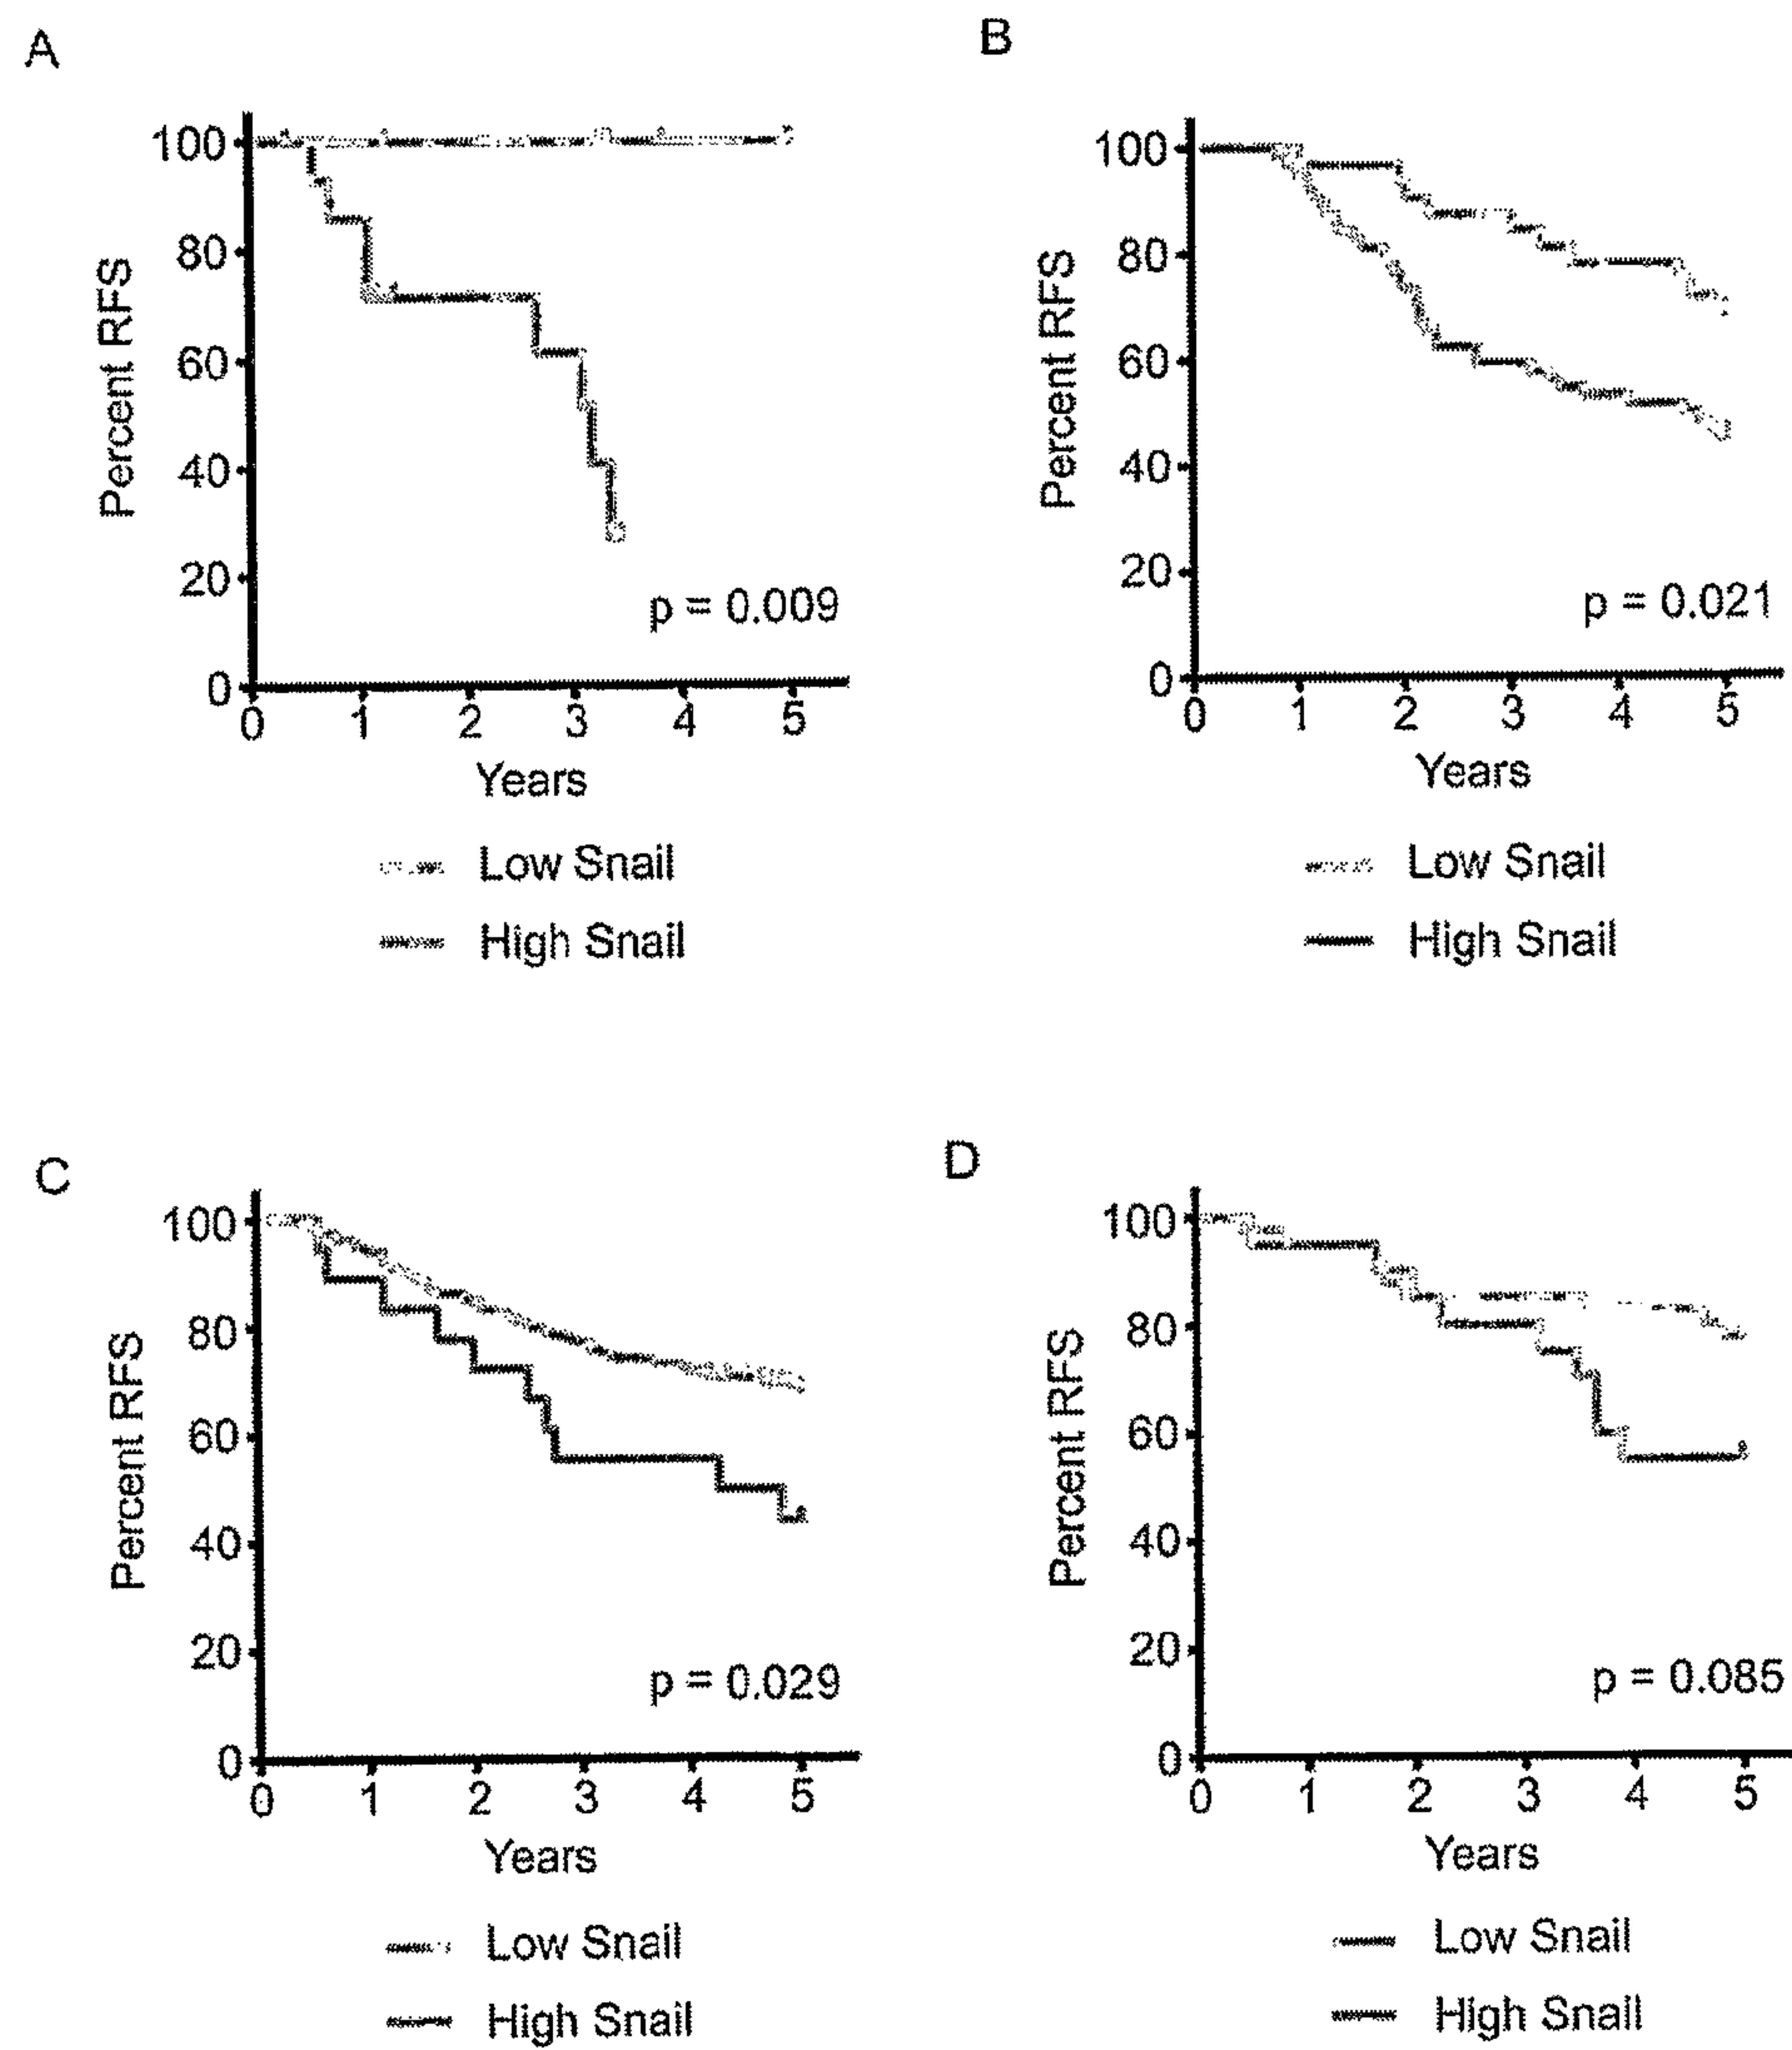 A
Percent RFS
100
80
60
40
20
0
p = 0.009
0 1 2 3 4 5
Years
Low Snail
High Snail
B
Percent RFS
100
80
60
40
20
0
p = 0.021
0 1 2 3 4 5
Years
Low Snail
High Snail
C
Percent RFS
100
80
60
40
20
0
p = 0.029
0 1 2 3 4 5
Years
Low Snail
High Snail
D
Percent RFS
100
80
60
40
20
0
p = 0.085
0 1 2 3 4 5
Years
Low Snail
High Snail